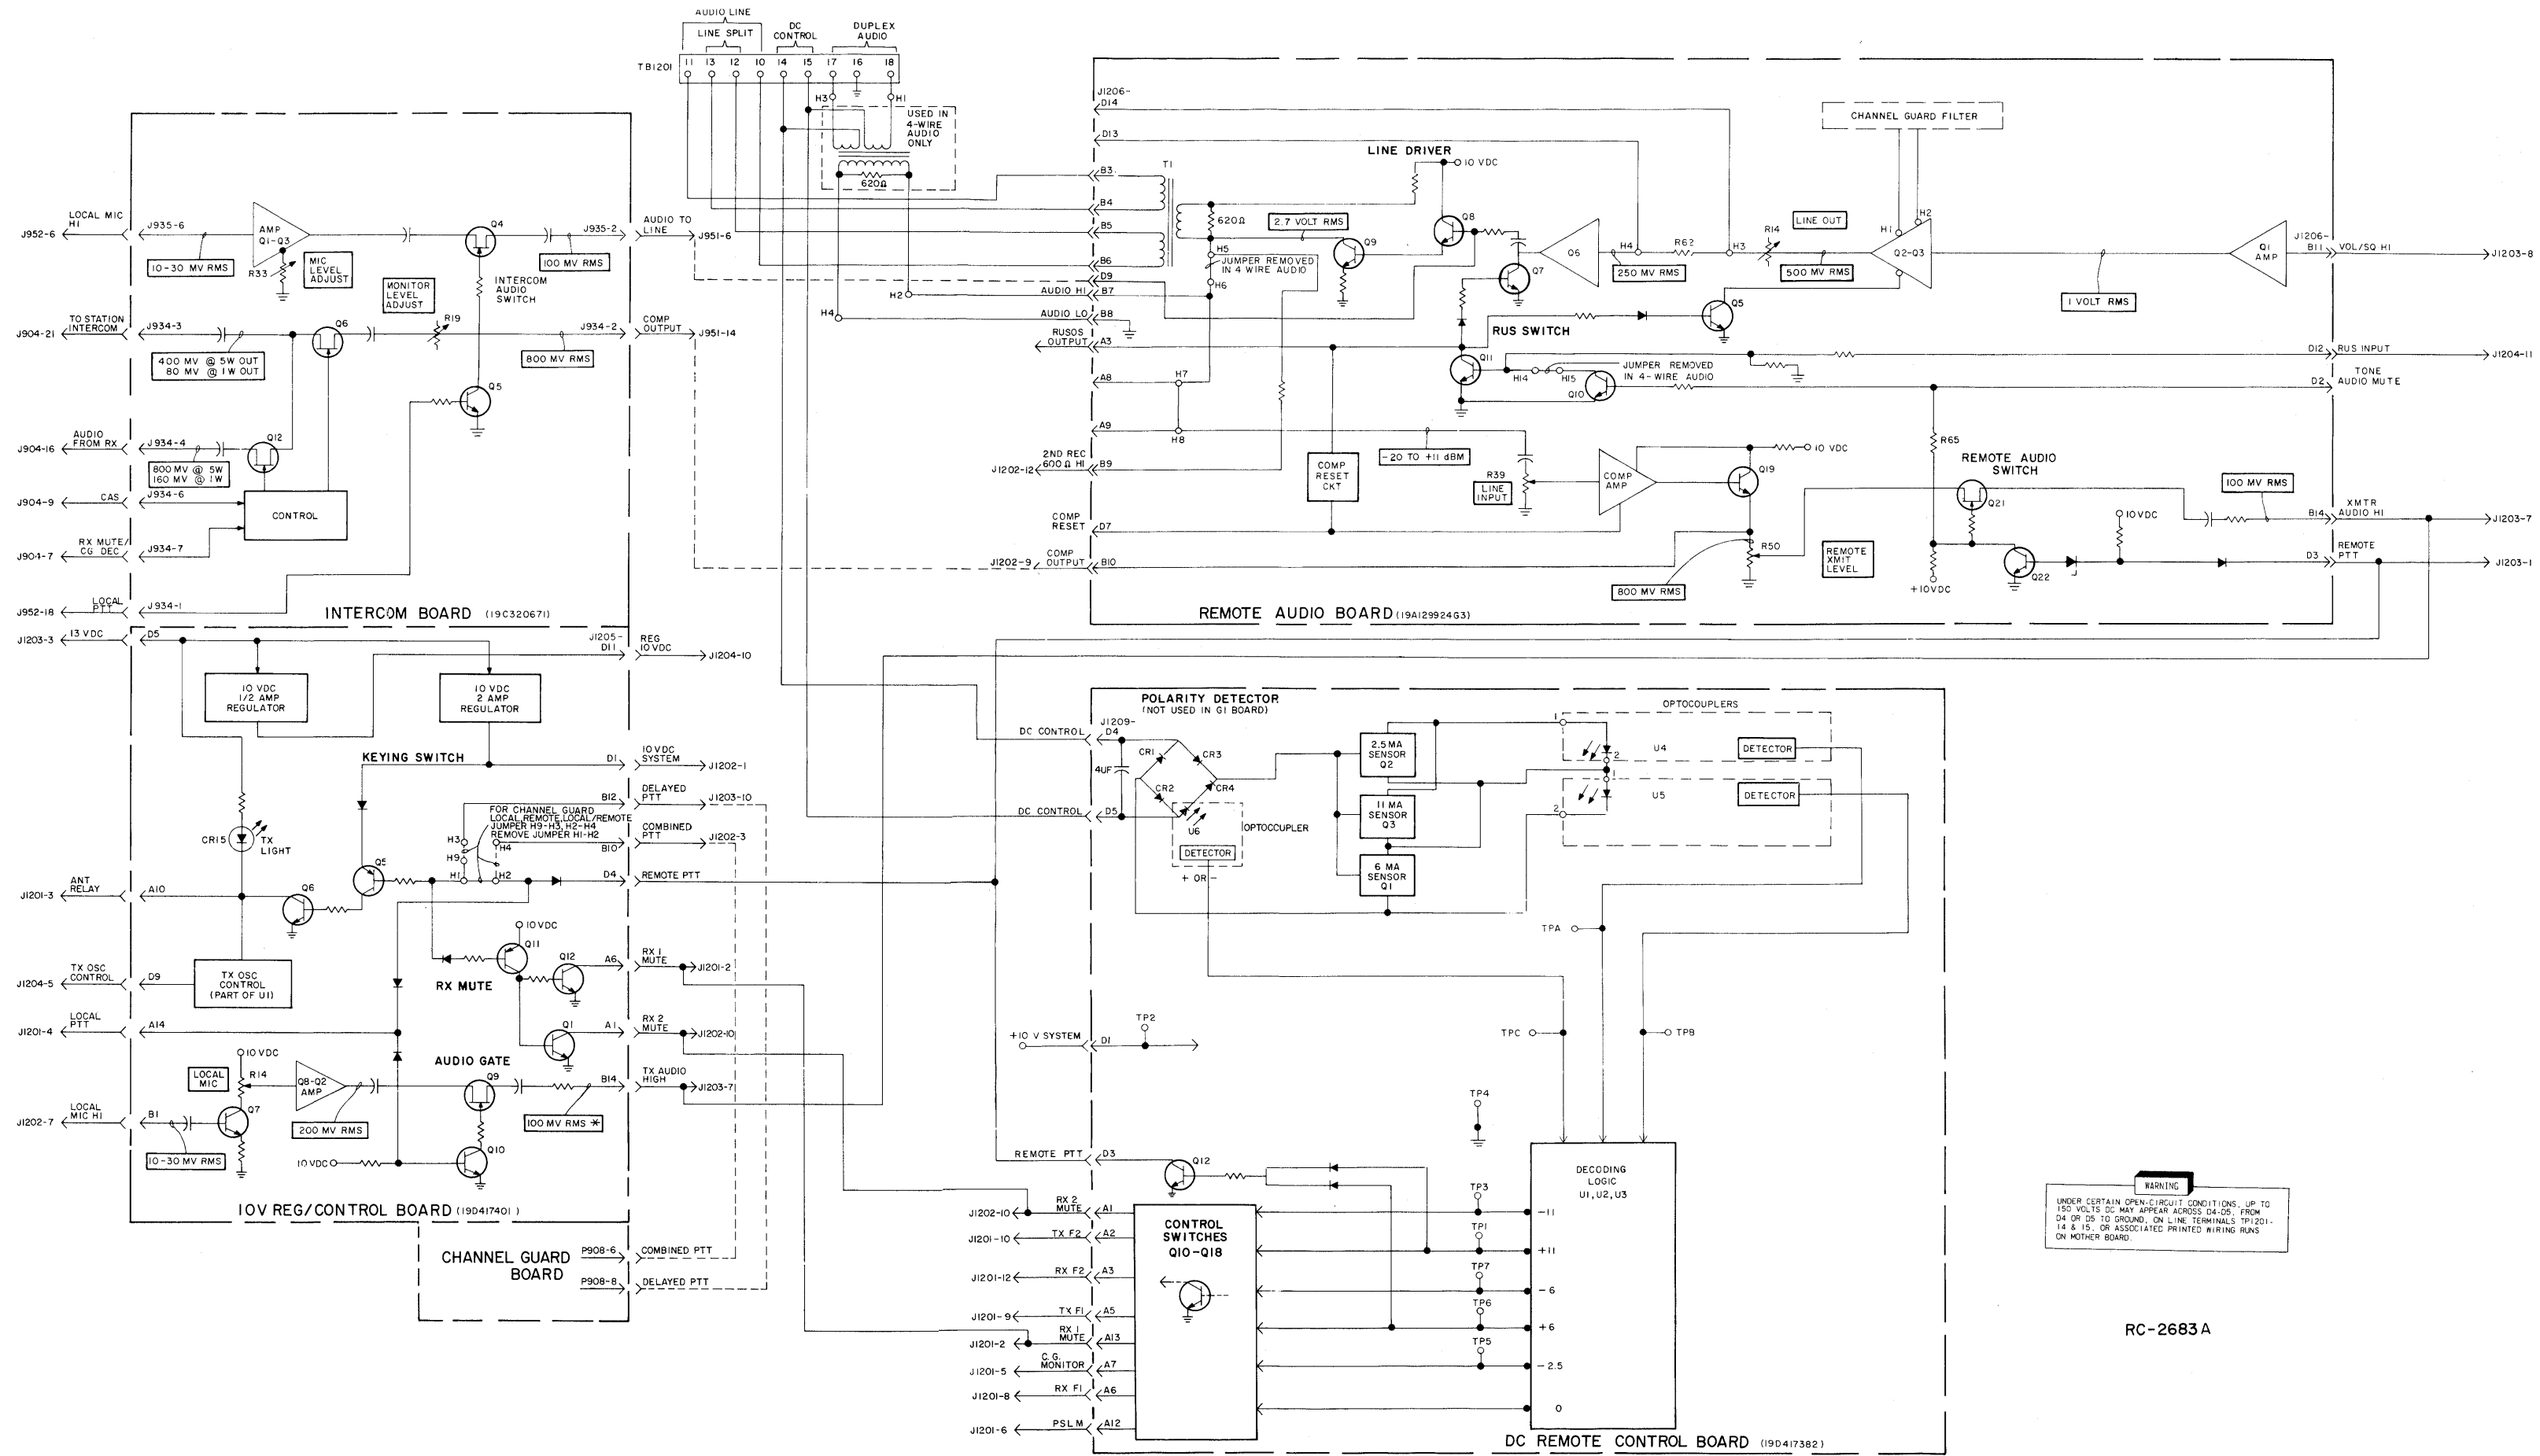 AUDIO LINE
LINE SPLIT
DC
CONTROL
DUPLEX
AUDIO
TB1201
11 13 12 10 14 15 17 16 18
H3
H1
USED IN
4-WIRE
AUDIO
ONLY
620Ω
H2
H4
LOCAL MIC
HI
J952-6
J935-6
10-30 MV RMS
AMP
Q1-Q3
R33
MIC
LEVEL
ADJUST
Q4
J935-2
100 MV RMS
AUDIO TO
LINE
J951-6
INTERCOM
AUDIO
SWITCH
MONITOR
LEVEL
ADJUST
R19
TO STATION
INTERCOM
J904-21
J934-3
Q6
400 MV @ 5W OUT
80 MV @ 1W OUT
J934-2
800 MV RMS
COMP
OUTPUT
J951-14
Q5
AUDIO
FROM RX
J904-16
J934-4
Q12
800 MV @ 5W
160 MV @ 1W
J904-9
CAS
J934-6
CONTROL
RX MUTE/
CG DEC
J904-7
J934-7
LOCAL
PTT
J952-18
J934-1
INTERCOM BOARD (19C320671)
J1203-3
13 VDC
D5
J1205-
D11
REG
10 VDC
J1204-10
10 VDC
1/2 AMP
REGULATOR
10 VDC
2 AMP
REGULATOR
KEYING SWITCH
D1
10 VDC
SYSTEM
J1202-1
B12
DELAYED
PTT
J1203-10
FOR CHANNEL GUARD
LOCAL, REMOTE, LOCAL/REMOTE
JUMPER H9-H3, H2-H4
REMOVE JUMPER H1-H2
COMBINED
PTT
J1202-3
H3
H4
B10
H9
H1
H2
D4
REMOTE PTT
CR15
TX
LIGHT
Q5
Q6
ANT
RELAY
J1201-3
A10
10 VDC
Q11
Q12
A6
RX 1
MUTE
J1201-2
RX MUTE
TX OSC
CONTROL
J1204-5
D9
TX OSC
CONTROL
(PART OF U1)
LOCAL
PTT
J1201-4
A14
Q1
A1
RX 2
MUTE
J1202-10
10 VDC
LOCAL
MIC
R14
Q8-Q2
AMP
AUDIO GATE
Q9
B14
TX AUDIO
HIGH
J1203-7
LOCAL
MIC HI
J1202-7
B1
Q7
200 MV RMS
100 MV RMS *
10-30 MV RMS
10 VDC
Q10
10V REG/CONTROL BOARD (19D417401)
CHANNEL GUARD
BOARD
P908-6
COMBINED PTT
P908-8
DELAYED PTT
J1206-
D14
D13
CHANNEL GUARD FILTER
LINE DRIVER
10 VDC
B3
T1
B4
B5
B6
D9
620Ω
2.7 VOLT RMS
Q8
Q9
Q7
Q6
H4
R62
H3
250 MV RMS
LINE OUT
R14
500 MV RMS
H1
H2
Q2-Q3
Q1
AMP
J1206-
B11
VOL/SQ HI
J1203-8
1 VOLT RMS
H5
JUMPER REMOVED
IN 4 WIRE AUDIO
H6
AUDIO HI
B7
AUDIO LO
B8
RUSOS
OUTPUT
A3
Q5
RUS SWITCH
Q11
H14
H15
JUMPER REMOVED
IN 4-WIRE AUDIO
Q10
D12
RUS INPUT
J1204-11
D2
TONE
AUDIO MUTE
A8
H7
A9
H8
-20 TO +11 dBM
2ND REC
600 Ω HI
J1202-12
B9
COMP
RESET
CKT
R39
LINE
INPUT
COMP
AMP
Q19
10 VDC
R65
REMOTE AUDIO
SWITCH
Q21
100 MV RMS
XMTR
AUDIO HI
B14
J1203-7
COMP
RESET
D7
J1202-9
COMP
OUTPUT
B10
R50
REMOTE
XMIT
LEVEL
800 MV RMS
+10VDC
10VDC
Q22
D3
REMOTE
PTT
J1203-1
REMOTE AUDIO BOARD (19A129924G3)
POLARITY DETECTOR
(NOT USED IN G1 BOARD)
J1209-
D4
DC CONTROL
CR1
CR3
4UF
CR2
CR4
DC CONTROL
D5
U6
OPTOCCUPLER
DETECTOR
+ OR -
2.5 MA
SENSOR
Q2
11 MA
SENSOR
Q3
6 MA
SENSOR
Q1
OPTOCOUPLERS
1
U4
2
DETECTOR
1
U5
2
DETECTOR
TPA
TPC
TPB
+10 V SYSTEM
D1
TP2
TP4
REMOTE PTT
D3
Q12
DECODING
LOGIC
U1, U2, U3
CONTROL
SWITCHES
Q10-Q18
J1202-10
RX 2
MUTE
A1
TP3
-11
J1201-10
TX F2
A2
TP1
+11
J1201-12
RX F2
A3
TP7
-6
J1201-9
TX F1
A5
TP6
+6
J1201-2
RX 1
MUTE
A13
TP5
-2.5
J1201-5
C.G.
MONITOR
A7
J1201-8
RX F1
A6
0
J1201-6
PSLM
A12
DC REMOTE CONTROL BOARD (19D417382)
WARNING
UNDER CERTAIN OPEN-CIRCUIT CONDITIONS, UP TO
150 VOLTS DC MAY APPEAR ACROSS D4-D5, FROM
D4 OR D5 TO GROUND, ON LINE TERMINALS TP1201-
14 & 15, OR ASSOCIATED PRINTED WIRING RUNS
ON MOTHER BOARD.
RC-2683A